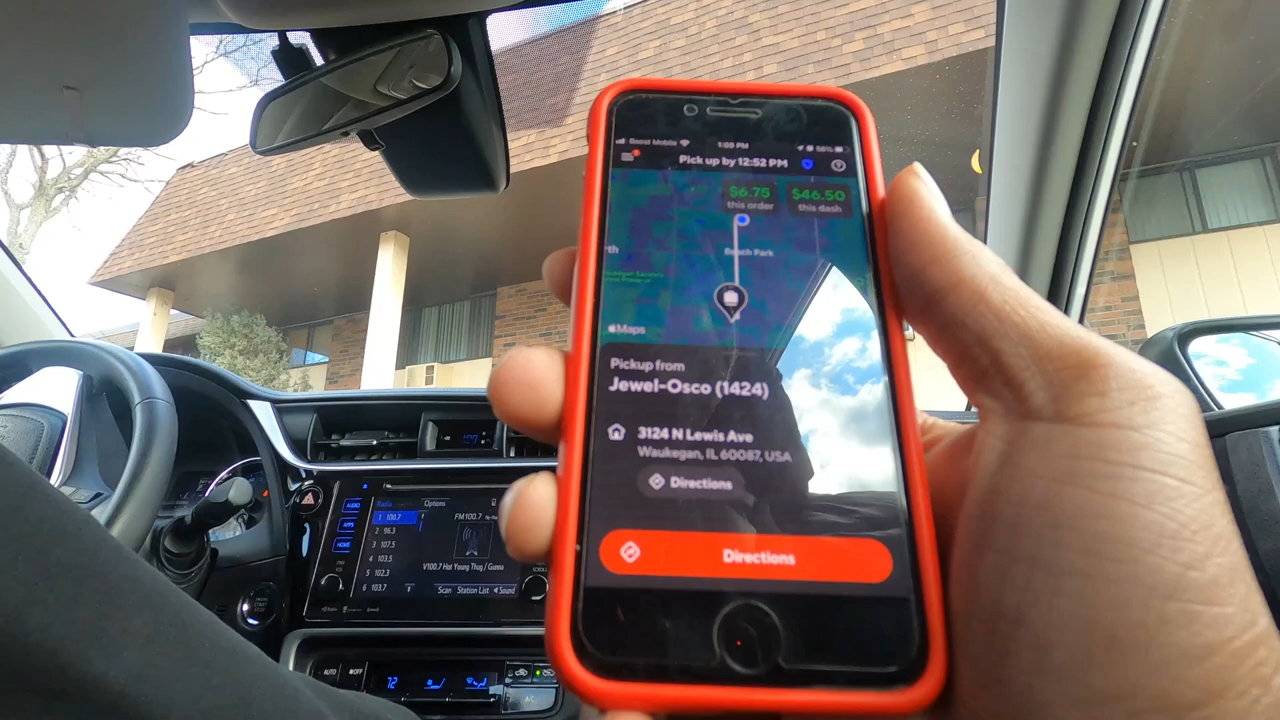 Boost Mobile
56%
Pick up by 12:52 PM
$6.75
this order
$46.50
this dash
Beach Park
Maps
Pickup from
Jewel-Osco (1424)
3124 N Lewis Ave
Waukegan, IL 60087, USA
Directions
Directions
AUDIO
APPS
HOME
Radio
Options
1 100.7
2 96.3
3 107.5
4 103.5
5 102.3
6 103.7
FM100.7
V100.7 Hot Young Thug / Gunna
Scan
Station List
Sound
SCROLL
AUTO
OFF
72
A/C